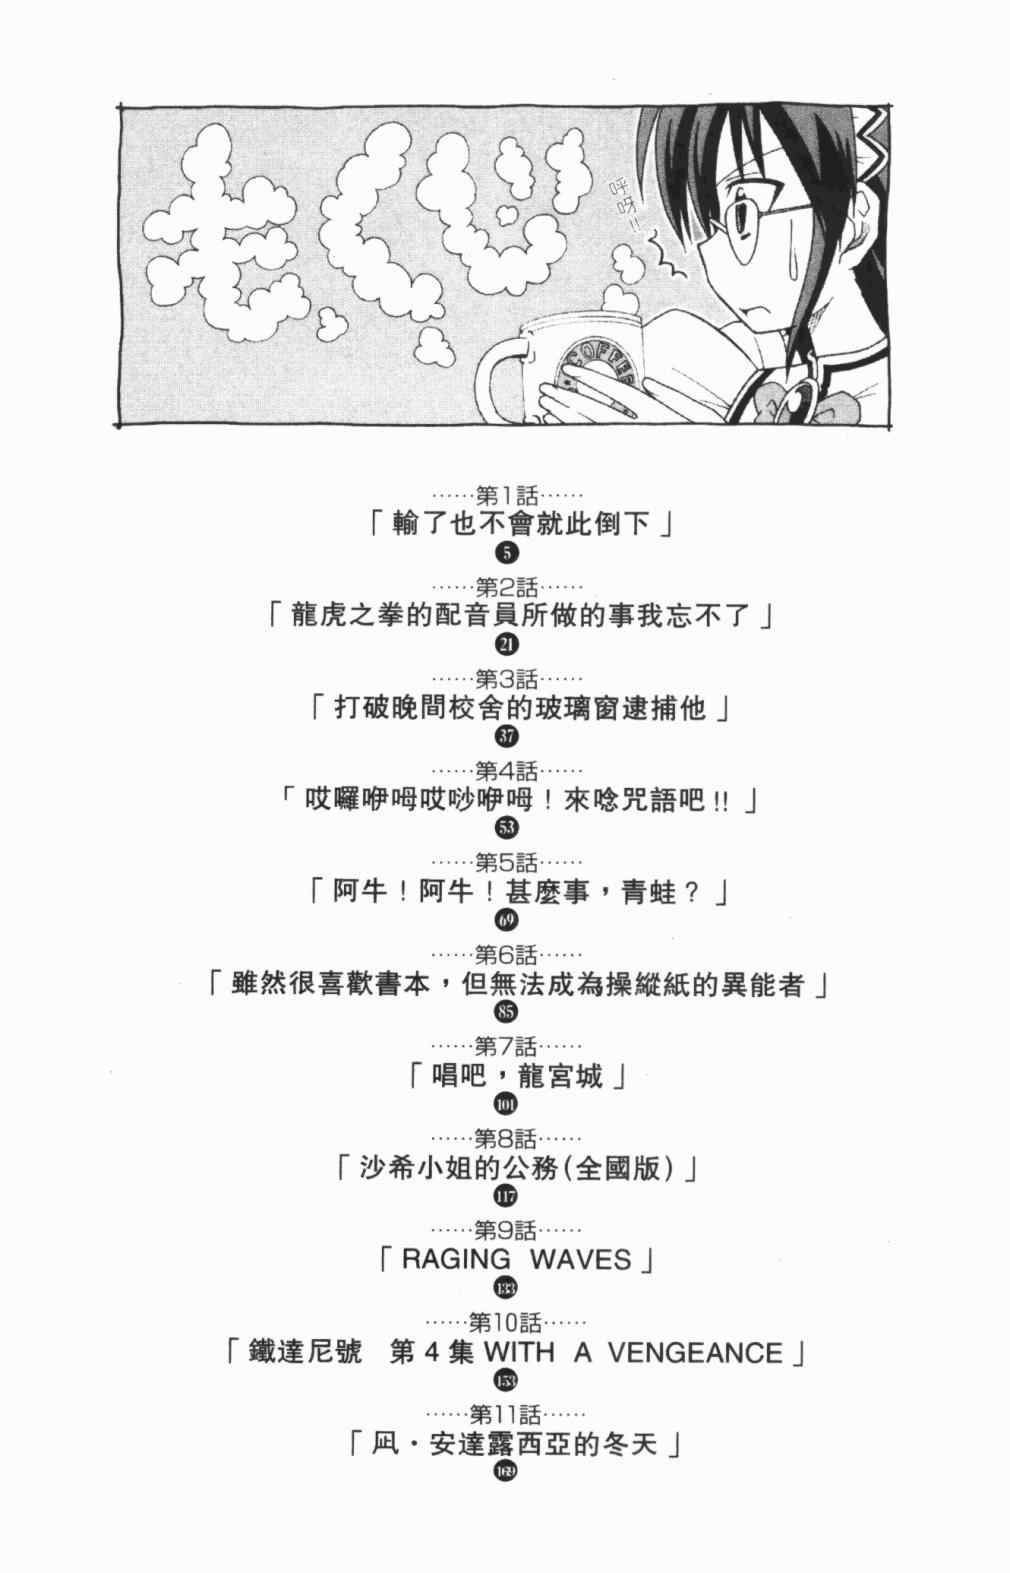 もくじ
呼呀!!
COFFEE
……第1話……
「輸了也不會就此倒下」
5
……第2話……
「龍虎之拳的配音員所做的事我忘不了」
21
……第3話……
「打破晚間校舍的玻璃窗逮捕他」
37
……第4話……
「哎囉咿姆哎唦咿姆！來唸咒語吧!!」
53
……第5話……
「阿牛！阿牛！甚麼事，青蛙？」
69
……第6話……
「雖然很喜歡書本，但無法成為操縱紙的異能者」
85
……第7話……
「唱吧，龍宮城」
101
……第8話……
「沙希小姐的公務(全國版)」
117
……第9話……
「RAGING WAVES」
133
……第10話……
「鐵達尼號　第4集 WITH A VENGEANCE」
153
……第11話……
「凪・安達露西亞的冬天」
169